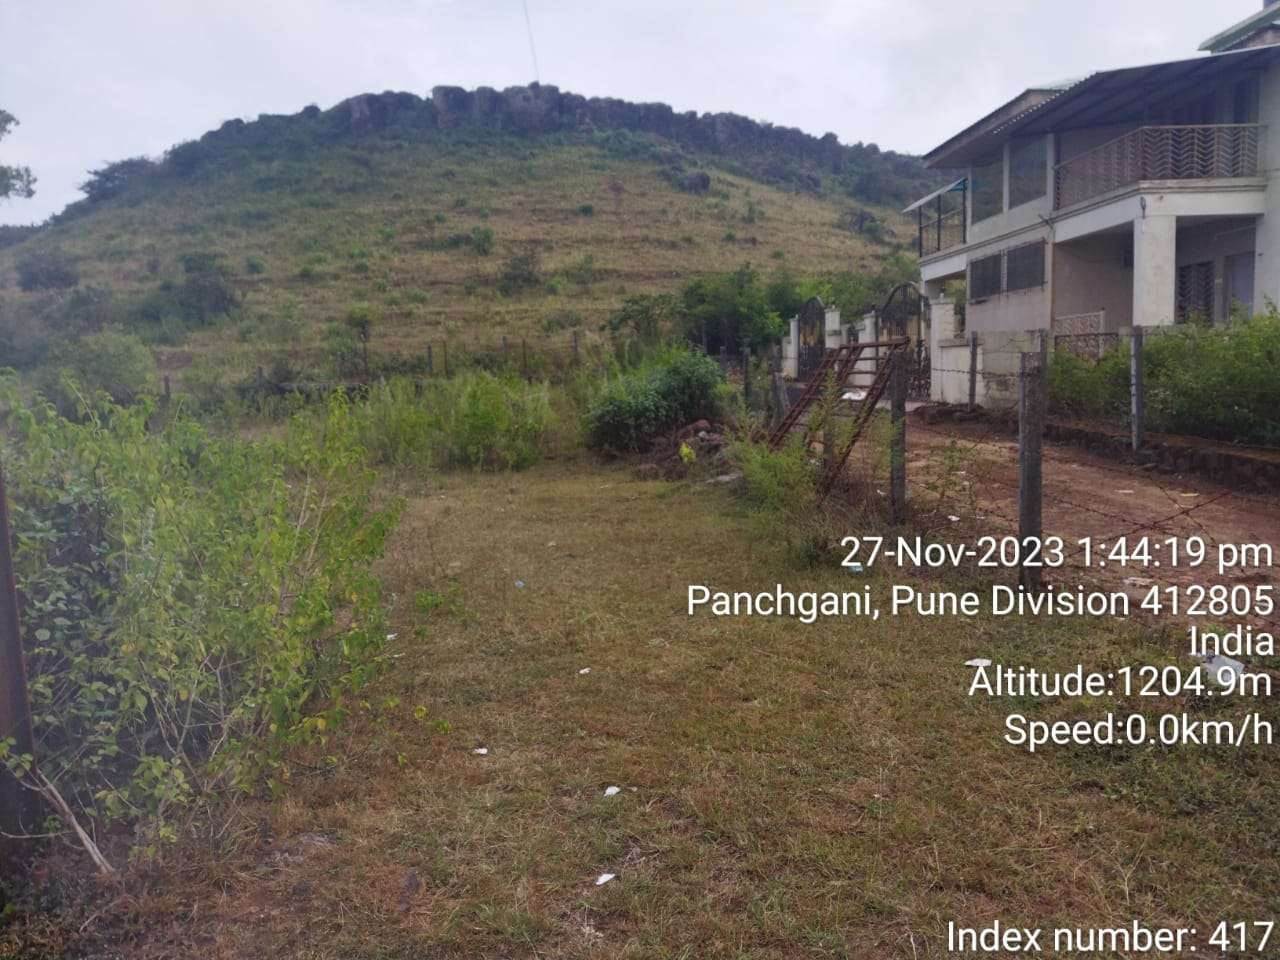 27-Nov-2023 1:44:19 pm
Panchgani, Pune Division 412805
India
Altitude:1204.9m
Speed:0.0km/h
Index number: 417